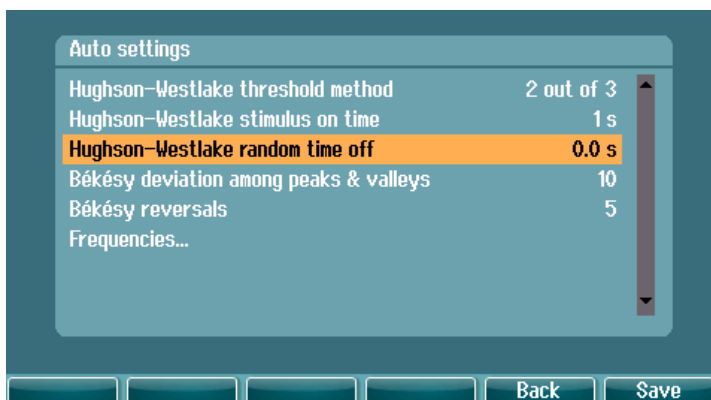 Auto settings
Hughson-Westlake threshold method 2 out of 3
Hughson-Westlake stimulus on time 1 s
Hughson-Westlake random time off 0.0 s
Békésy deviation among peaks & valleys 10
Békésy reversals 5
Frequencies...
Back Save